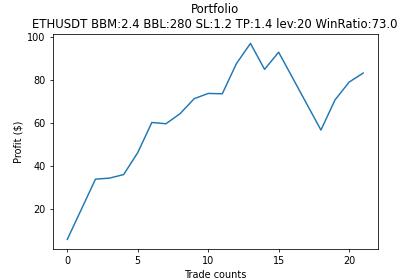 Portfolio
ETHUSDT BBM:2.4 BBL:280 SL:1.2 TP:1.4 lev:20 WinRatio:73.0
100
80
60
40
20
Profit ($)
0
5
10
15
20
Trade counts